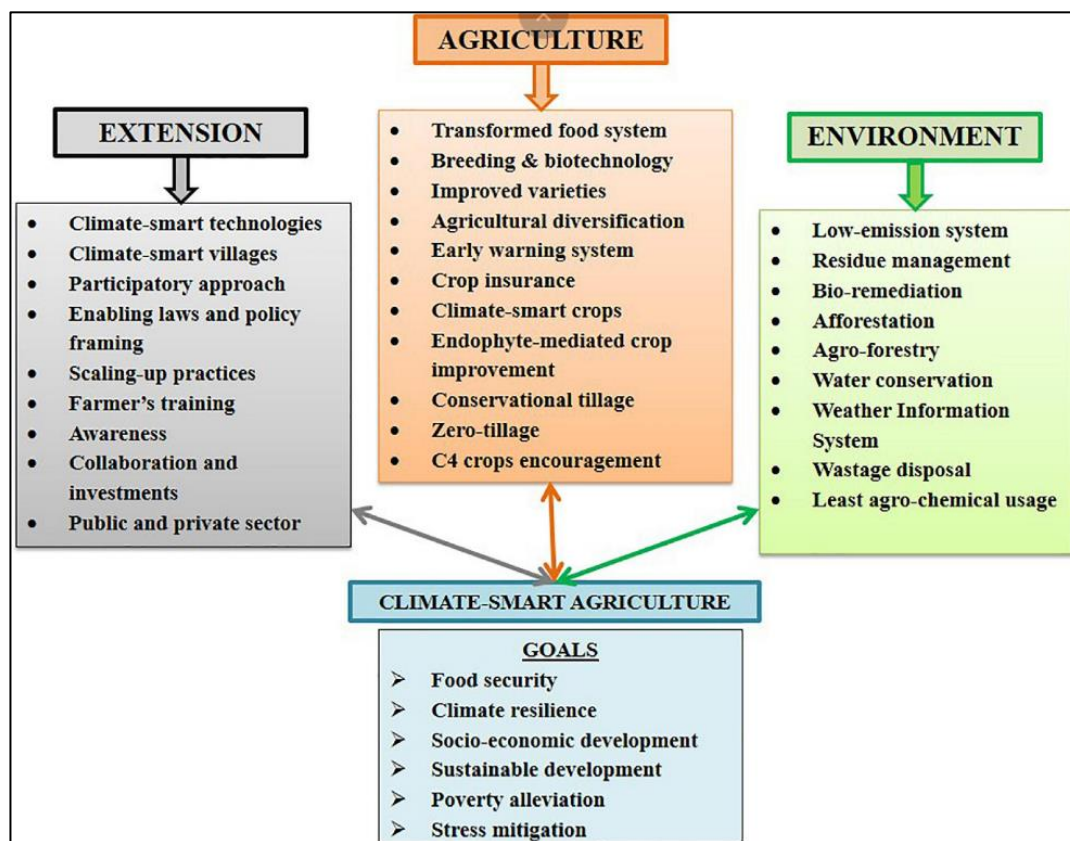 AGRICULTURE
EXTENSION
ENVIRONMENT
• Climate-smart technologies
• Climate-smart villages
• Participatory approach
• Enabling laws and policy
framing
• Scaling-up practices
• Farmer's training
• Awareness
• Collaboration and
investments
• Public and private sector
• Transformed food system
• Breeding & biotechnology
• Improved varieties
• Agricultural diversification
• Early warning system
• Crop insurance
• Climate-smart crops
• Endophyte-mediated crop
improvement
• Conservational tillage
• Zero-tillage
• C4 crops encouragement
• Low-emission system
• Residue management
• Bio-remediation
• Afforestation
• Agro-forestry
• Water conservation
• Weather Information
System
• Wastage disposal
• Least agro-chemical usage
CLIMATE-SMART AGRICULTURE
GOALS
➢ Food security
➢ Climate resilience
➢ Socio-economic development
➢ Sustainable development
➢ Poverty alleviation
➢ Stress mitigation